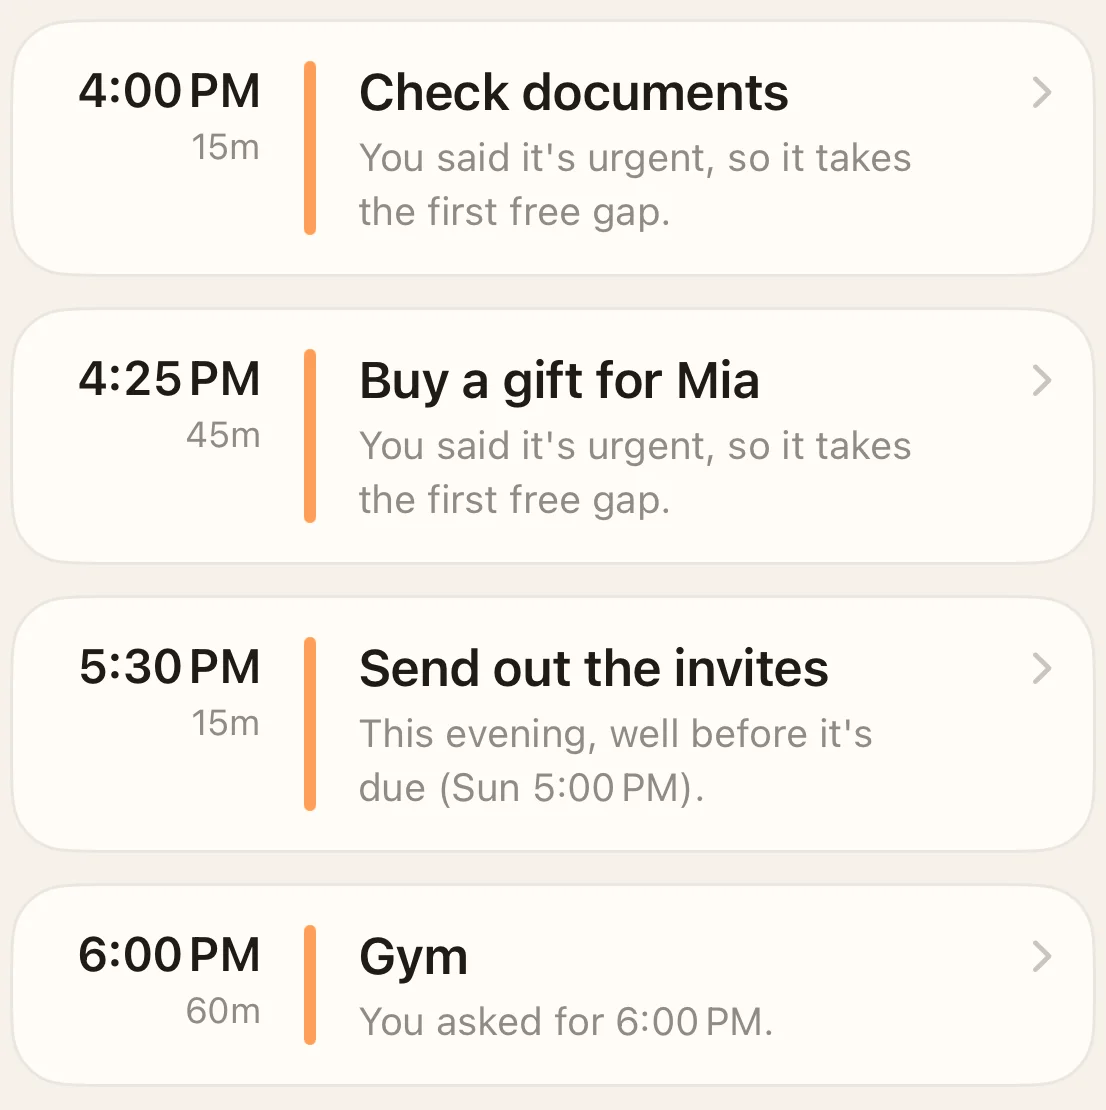 4:00 PM
15m
Check documents
You said it's urgent, so it takes
the first free gap.
4:25 PM
45m
Buy a gift for Mia
You said it's urgent, so it takes
the first free gap.
5:30 PM
15m
Send out the invites
This evening, well before it's
due (Sun 5:00 PM).
6:00 PM
60m
Gym
You asked for 6:00 PM.